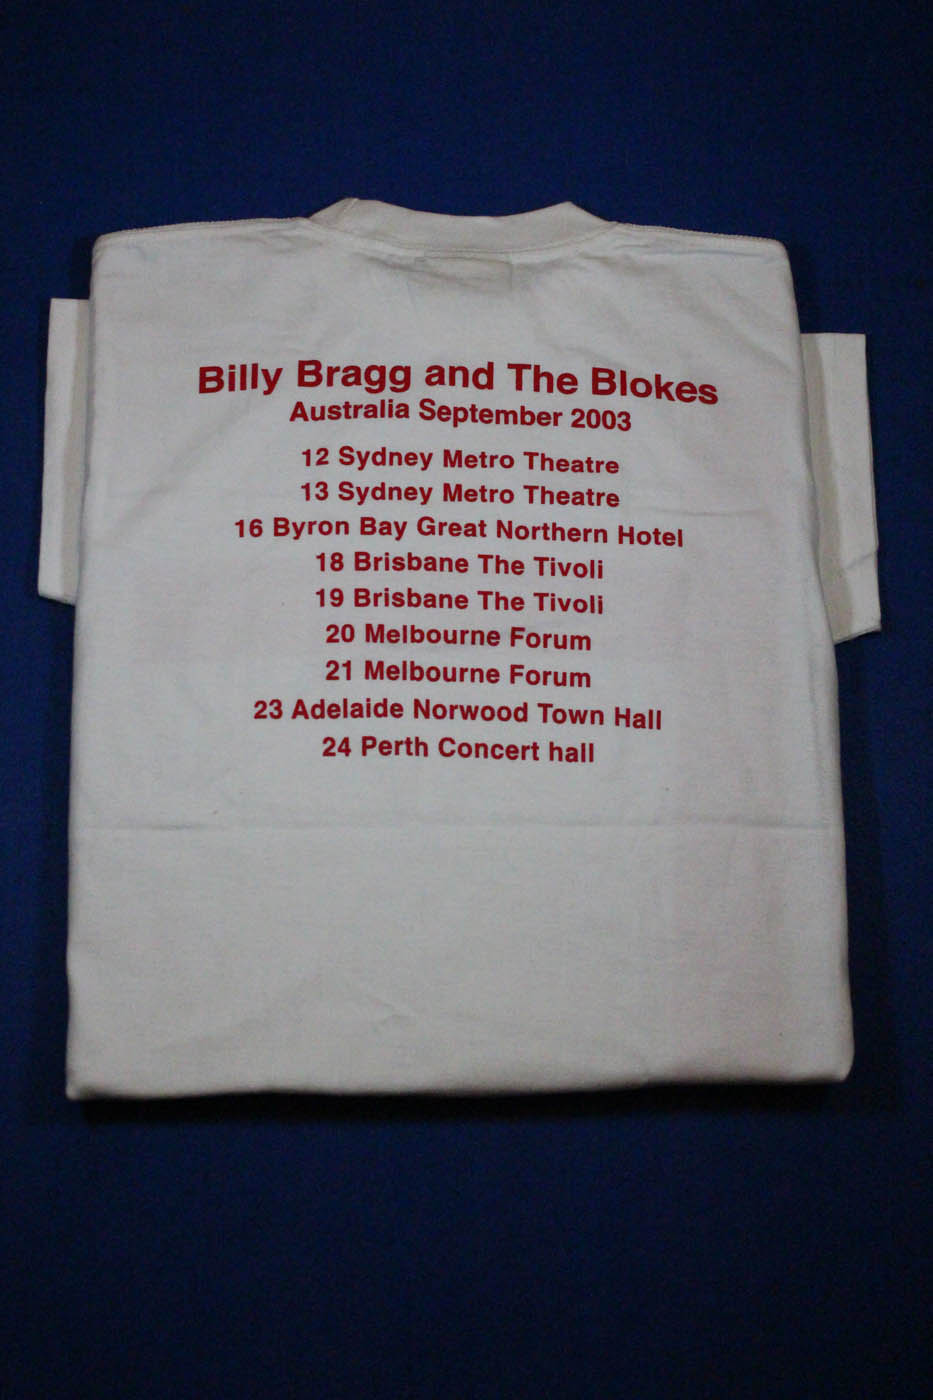 Billy Bragg and The Blokes
Australia September 2003
12 Sydney Metro Theatre
13 Sydney Metro Theatre
16 Byron Bay Great Northern Hotel
18 Brisbane The Tivoli
19 Brisbane The Tivoli
20 Melbourne Forum
21 Melbourne Forum
23 Adelaide Norwood Town Hall
24 Perth Concert hall